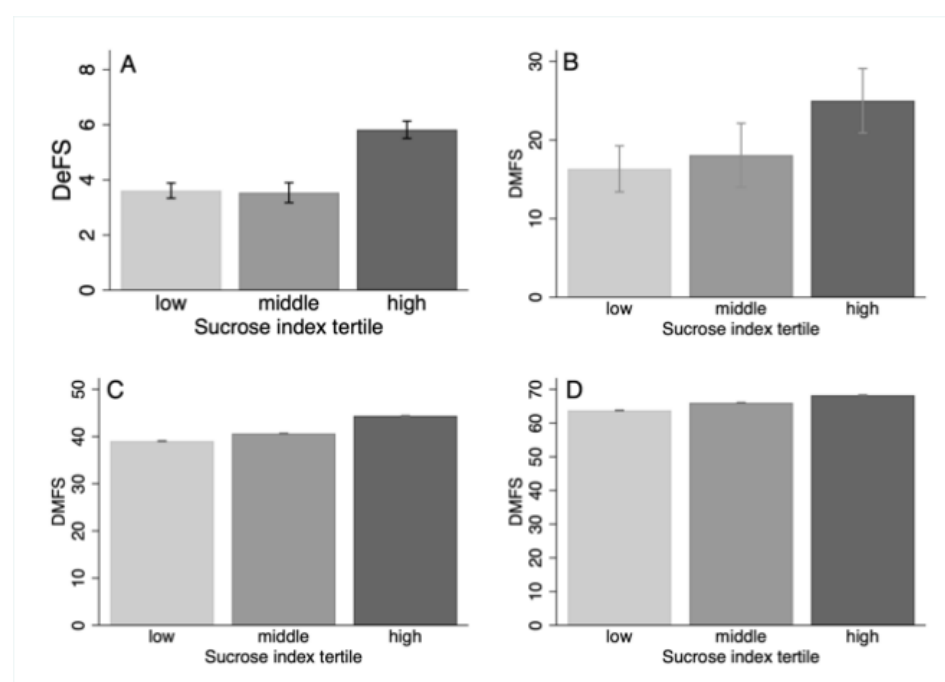 A
DeFS
8
6
4
2
0
low middle high
Sucrose index tertile
B
DMFS
30
20
10
0
low middle high
Sucrose index tertile
C
DMFS
50
40
30
20
10
0
low middle high
Sucrose index tertile
D
DMFS
70
60
50
40
30
20
10
0
low middle high
Sucrose index tertile